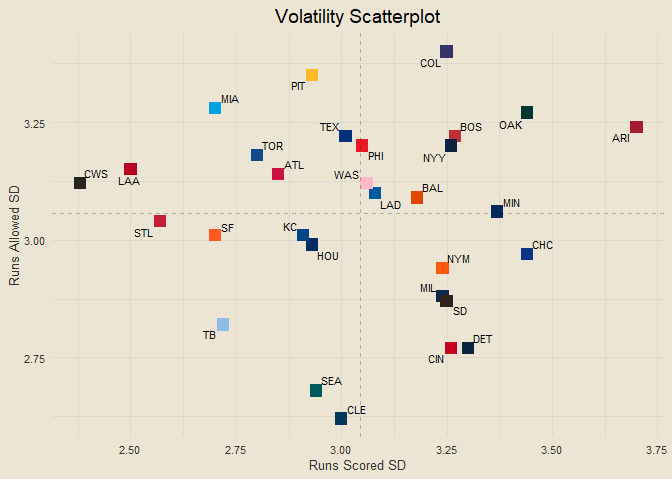 Volatility Scatterplot
Runs Allowed SD
3.25
3.00
2.75
COL
PIT
MIA
OAK
ARI
TEX
BOS
PHI
NYY
TOR
ATL
CWS
LAA
WAS
LAD
BAL
MIN
STL
SF
KC
HOU
CHC
NYM
MIL
SD
TB
CIN
DET
SEA
CLE
2.50 2.75 3.00 3.25 3.50 3.75
Runs Scored SD